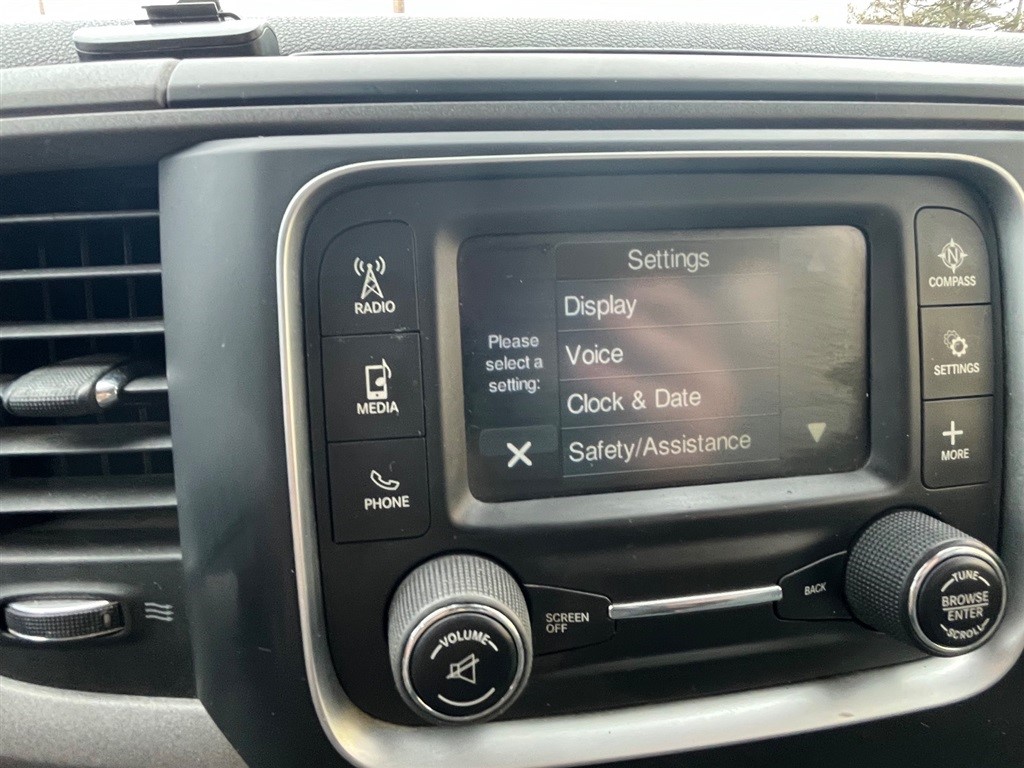 RADIO
MEDIA
PHONE
Settings
Please
select a
setting:
Display
Voice
Clock & Date
Safety/Assistance
N
COMPASS
SETTINGS
MORE
VOLUME
SCREEN
OFF
BACK
TUNE
BROWSE
ENTER
SCROLL